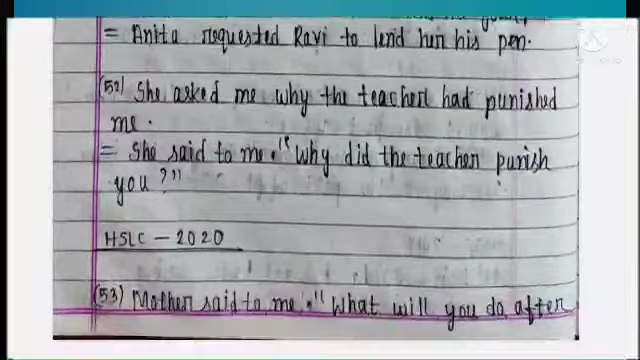 = Anita requested Ravi to lend her his pen.
(52) She asked me why the teacher had punished
me.
= She said to me, "Why did the teacher punish
you?"
HSLC - 2020
(53) Mother said to me, "What will you do after